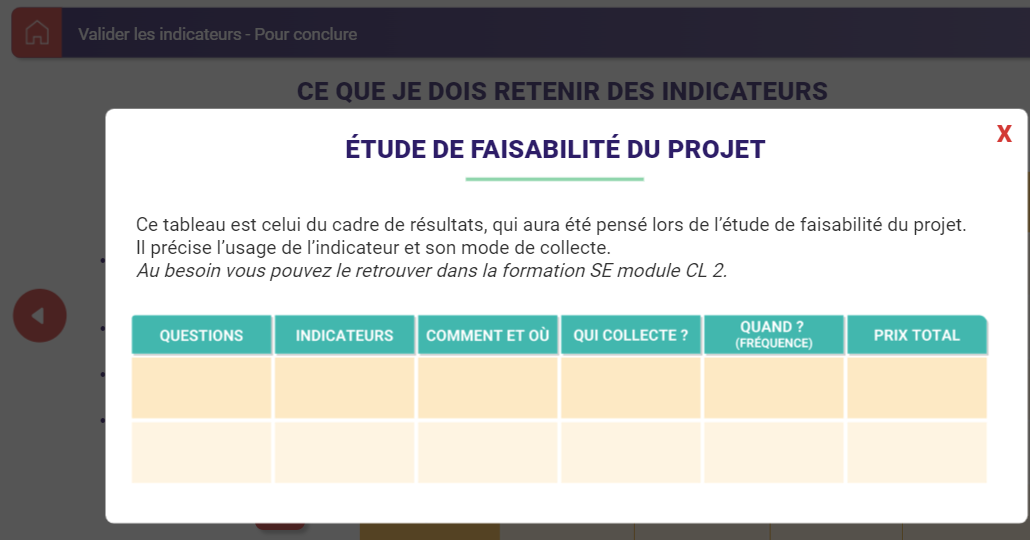 Valider les indicateurs - Pour conclure
CE QUE JE DOIS RETENIR DES INDICATEURS
X
ÉTUDE DE FAISABILITÉ DU PROJET
Ce tableau est celui du cadre de résultats, qui aura été pensé lors de l’étude de faisabilité du projet.
Il précise l’usage de l’indicateur et son mode de collecte.
Au besoin vous pouvez le retrouver dans la formation SE module CL 2.
QUESTIONS
INDICATEURS
COMMENT ET OÙ
QUI COLLECTE ?
QUAND ?
(FRÉQUENCE)
PRIX TOTAL